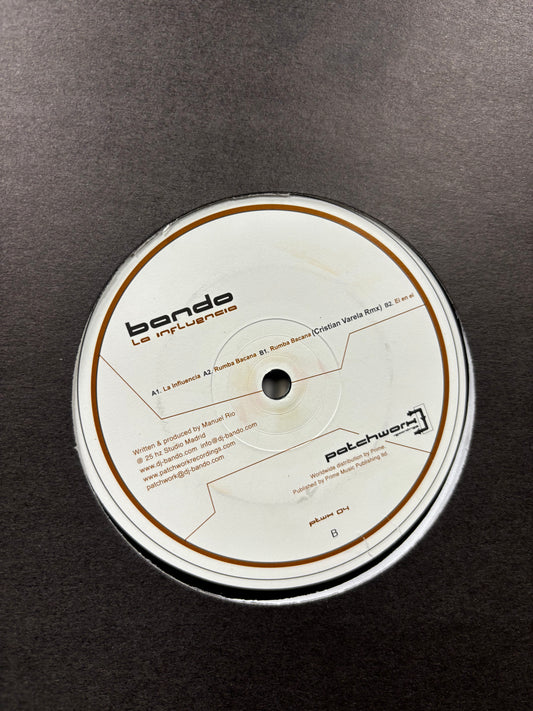 bando
La influencia
A1. La Influencia A2. Rumba Bacana B1. Rumba Bacana (Cristian Varela Rmx) B2. El en el
Written & produced by Manuel Rio
@ 25 hz Studio Madrid
www.dj-bando.com info@dj-bando.com
www.patchworkrecordings.com
patchwork@dj-bando.com
patchworx
Worldwide distribution by Prime
Published by Prime Music Publishing ltd.
ptwx 04
B